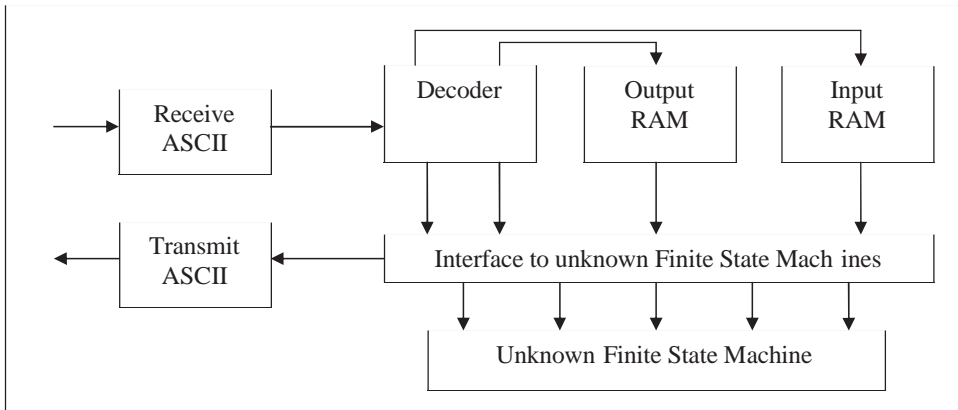 Decoder
Output
RAM
Input
RAM
Receive
ASCII
Transmit
ASCII
Interface to unknown Finite State Mach ines
Unknown Finite State Machine